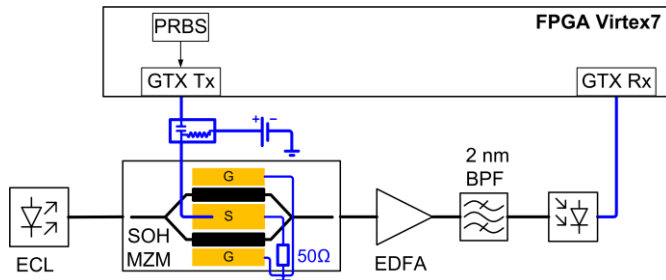 FPGA Virtex7
PRBS
GTX Tx
GTX Rx
+ −
2 nm
BPF
G
S
G
SOH
MZM
50Ω
ECL
EDFA